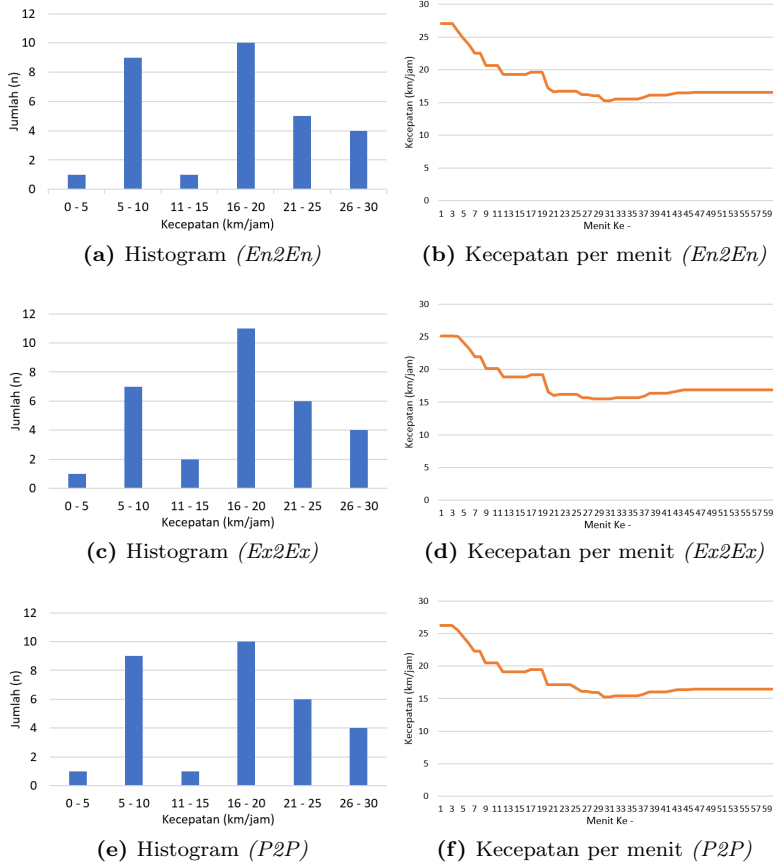 12
10
8
6
4
2
0
Jumlah (n)
0 - 5 5 - 10 11 - 15 16 - 20 21 - 25 26 - 30
Kecepatan (km/jam)
(a) Histogram (En2En)
30
25
20
15
10
5
0
Kecepatan (km/jam)
1 3 5 7 9 11 13 15 17 19 21 23 25 27 29 31 33 35 37 39 41 43 45 47 49 51 53 55 57 59
Menit Ke -
(b) Kecepatan per menit (En2En)
12
10
8
6
4
2
0
Jumlah (n)
0 - 5 5 - 10 11 - 15 16 - 20 21 - 25 26 - 30
Kecepatan (km/jam)
(c) Histogram (Ex2Ex)
30
25
20
15
10
5
0
Kecepatan (km/jam)
1 3 5 7 9 11 13 15 17 19 21 23 25 27 29 31 33 35 37 39 41 43 45 47 49 51 53 55 57 59
Menit Ke -
(d) Kecepatan per menit (Ex2Ex)
12
10
8
6
4
2
0
Jumlah (n)
0 - 5 5 - 10 11 - 15 16 - 20 21 - 25 26 - 30
Kecepatan (km/jam)
(e) Histogram (P2P)
30
25
20
15
10
5
0
Kecepatan (km/jam)
1 3 5 7 9 11 13 15 17 19 21 23 25 27 29 31 33 35 37 39 41 43 45 47 49 51 53 55 57 59
Menit Ke -
(f) Kecepatan per menit (P2P)